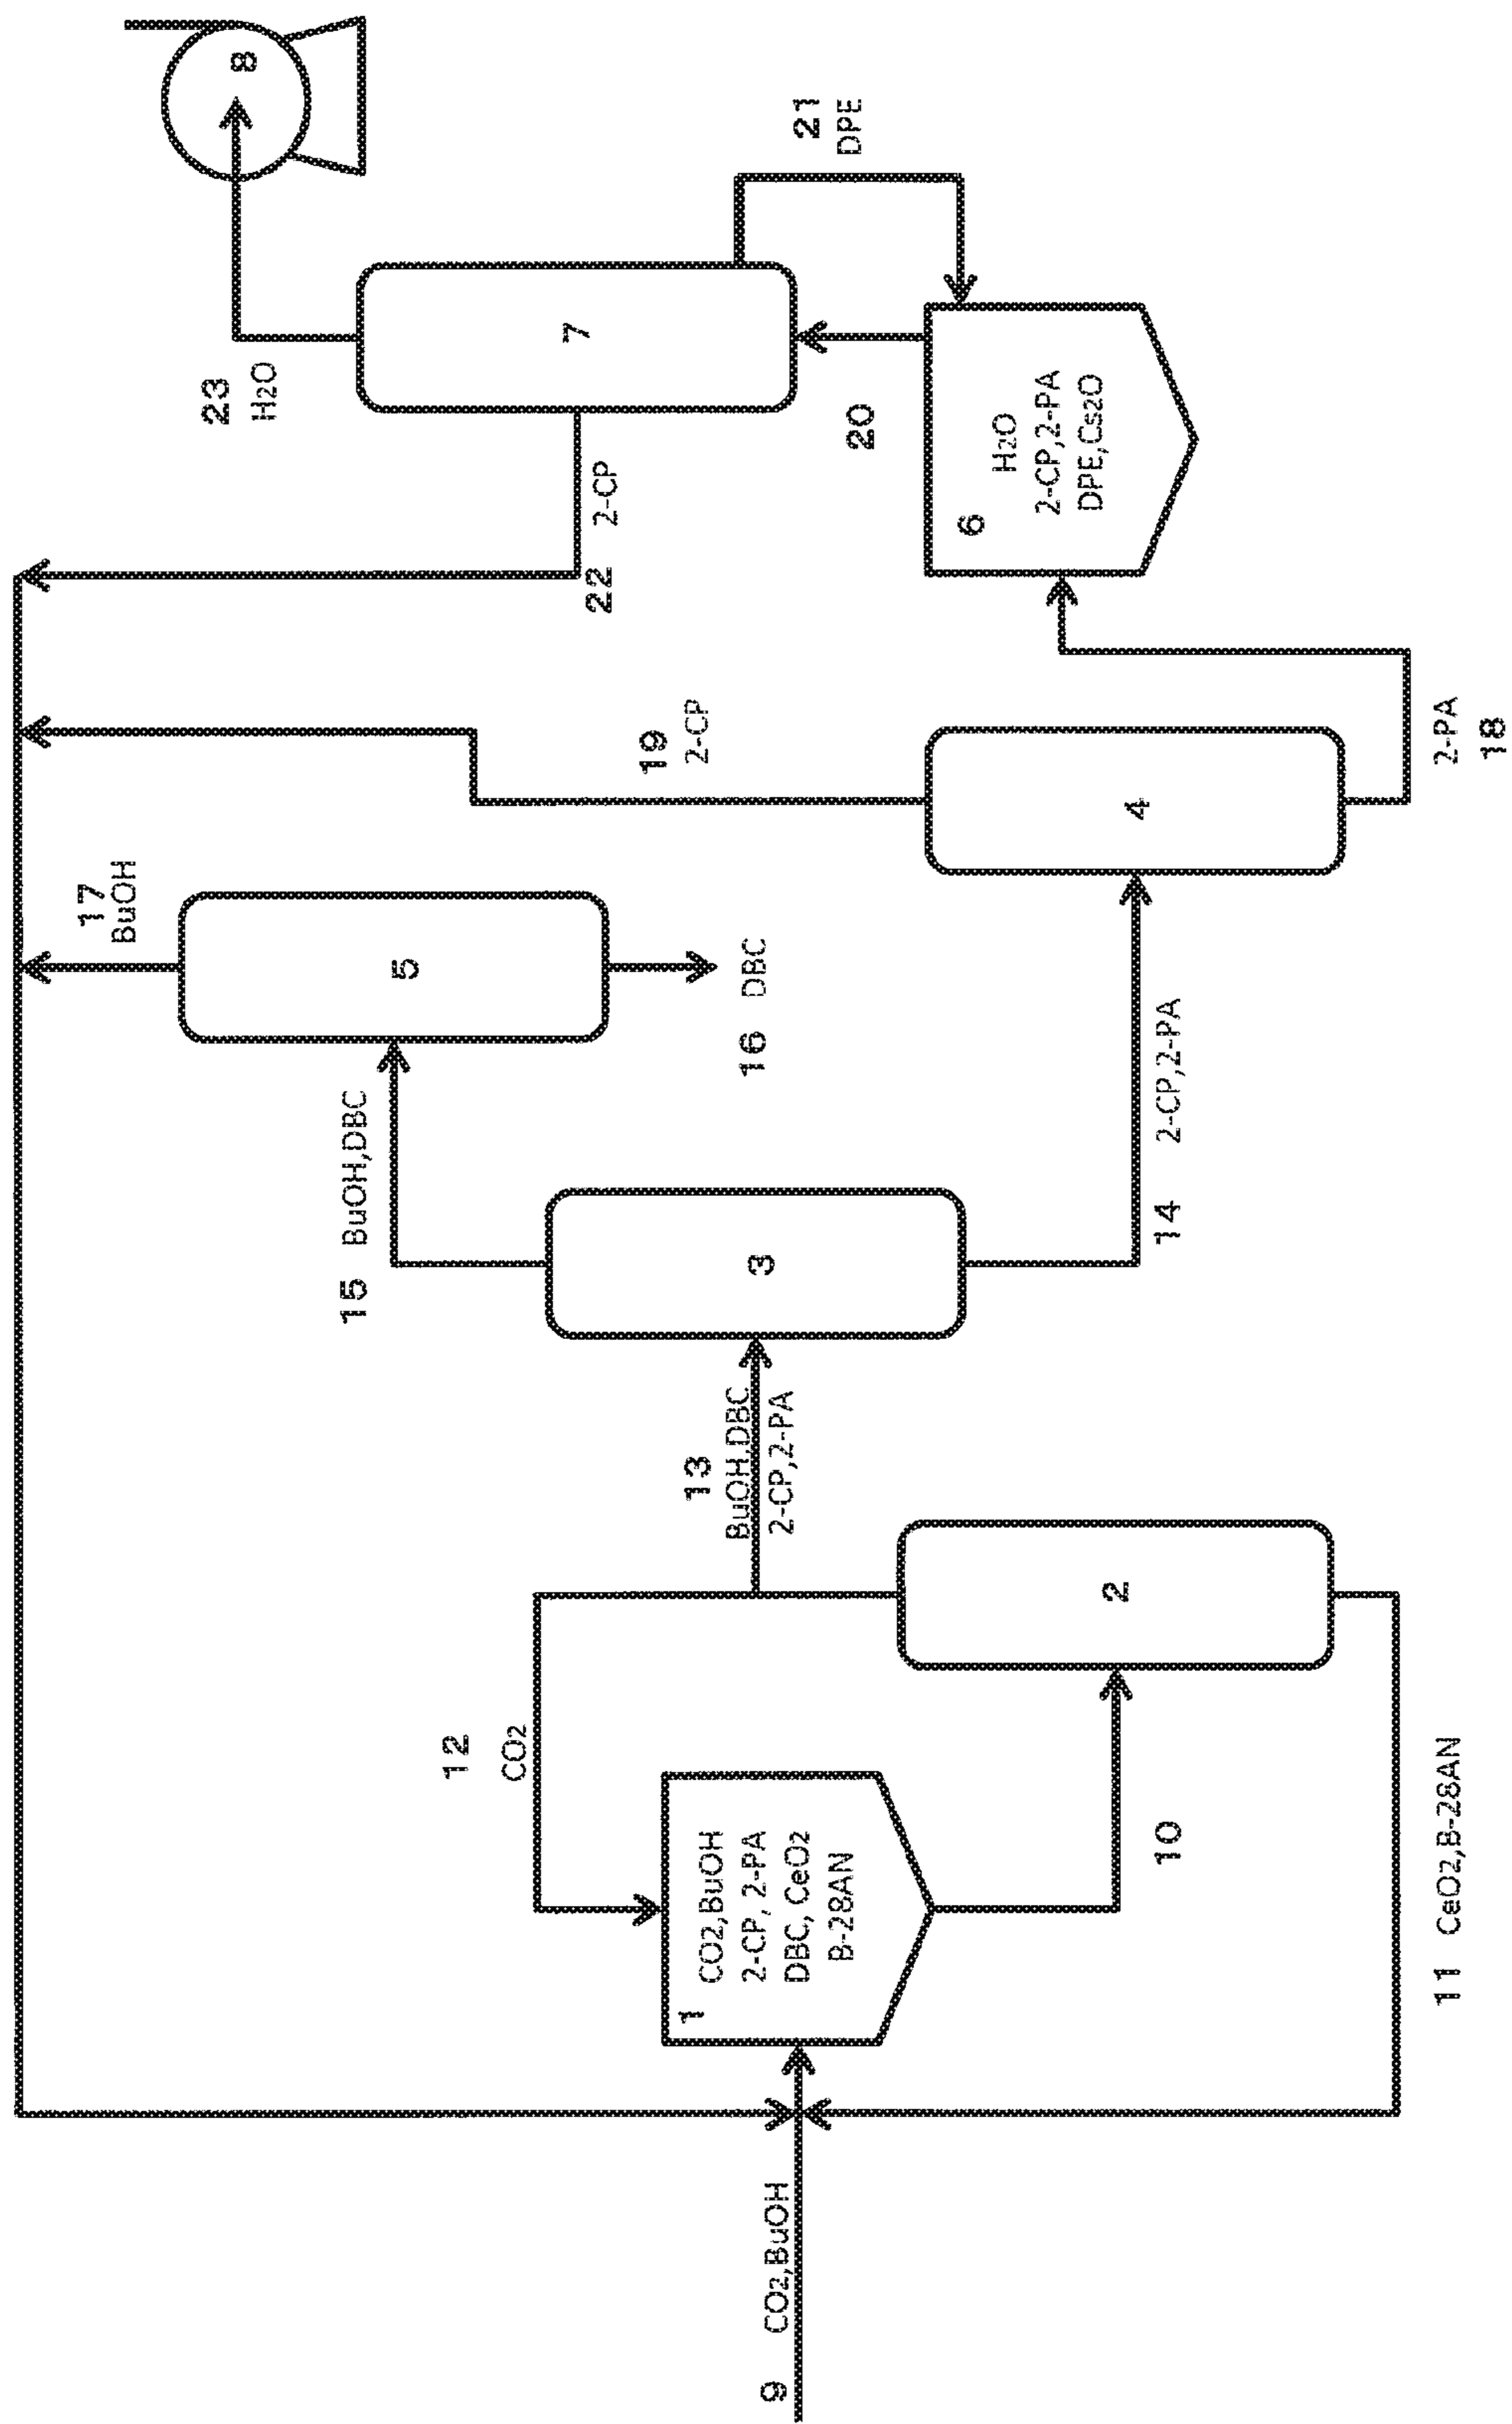 9
CO2,BuOH
1
CO2,BuOH
2-CP, 2-PA
DBC, CeO2
B-28AN
10
11 CeO2,B-28AN
12
CO2
2
13
BuOH,DBC
2-CP,2-PA
3
15 BuOH,DBC
14 2-CP,2-PA
5
17
BuOH
16 DBC
4
19
2-CP
2-PA
18
6
H2O
2-CP,2-PA
DPE,Cs2O
20
7
22 2-CP
23
H2O
21
DPE
8